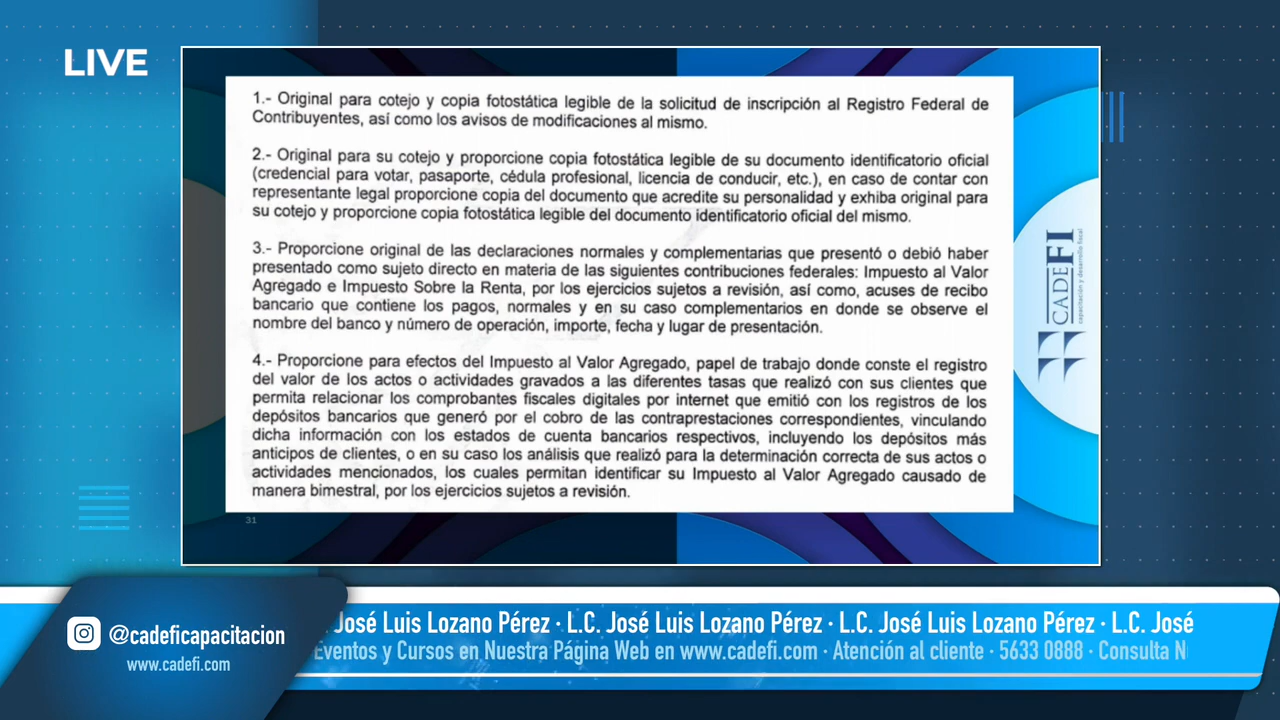 LIVE
1.- Original para cotejo y copia fotostática legible de la solicitud de inscripción al Registro Federal de
Contribuyentes, así como los avisos de modificaciones al mismo.
2.- Original para su cotejo y proporcione copia fotostática legible de su documento identificatorio oficial
(credencial para votar, pasaporte, cédula profesional, licencia de conducir, etc.), en caso de contar con
representante legal proporcione copia del documento que acredite su personalidad y exhiba original para
su cotejo y proporcione copia fotostática legible del documento identificatorio oficial del mismo.
3.- Proporcione original de las declaraciones normales y complementarias que presentó o debió haber
presentado como sujeto directo en materia de las siguientes contribuciones federales: Impuesto al Valor
Agregado e Impuesto Sobre la Renta, por los ejercicios sujetos a revisión, así como, acuses de recibo
bancario que contiene los pagos, normales y en su caso complementarios en donde se observe el
nombre del banco y número de operación, importe, fecha y lugar de presentación.
4.- Proporcione para efectos del Impuesto al Valor Agregado, papel de trabajo donde conste el registro
del valor de los actos o actividades gravados a las diferentes tasas que realizó con sus clientes que
permita relacionar los comprobantes fiscales digitales por internet que emitió con los registros de los
depósitos bancarios que generó por el cobro de las contraprestaciones correspondientes, vinculando
dicha información con los estados de cuenta bancarios respectivos, incluyendo los depósitos más
anticipos de clientes, o en su caso los análisis que realizó para la determinación correcta de sus actos o
actividades mencionados, los cuales permitan identificar su Impuesto al Valor Agregado causado de
manera bimestral, por los ejercicios sujetos a revisión.
31
CADEFI
capacitación y desarrollo fiscal
@cadeficapacitacion
www.cadefi.com
. José Luis Lozano Pérez · L.C. José Luis Lozano Pérez · L.C. José Luis Lozano Pérez · L.C. José
Eventos y Cursos en Nuestra Página Web en www.cadefi.com · Atención al cliente · 5633 0888 · Consulta N